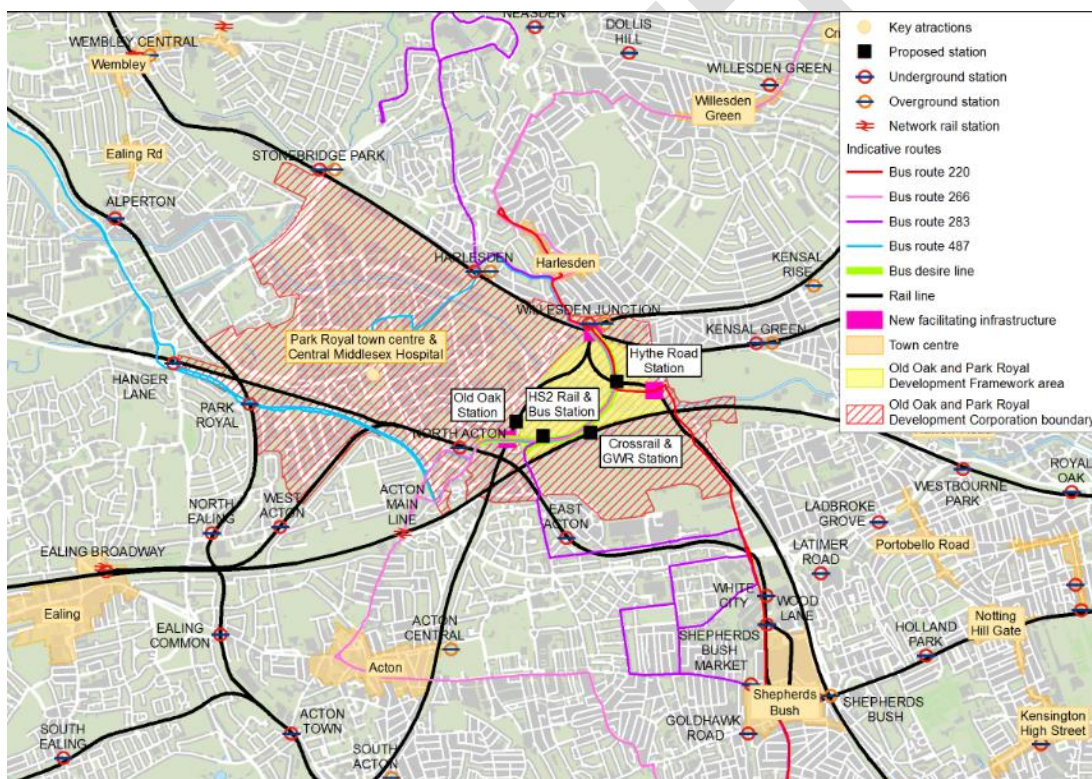 NEASDEN
DOLLIS
HILL
WEMBLEY CENTRAL
Wembley
WILLESDEN GREEN
Willesden
Green
Ealing Rd
STONEBRIDGE PARK
ALPERTON
HARLESDEN
Harlesden
KENSAL
RISE
WILLESDEN JUNCTION
KENSAL GREEN
Park Royal town centre &
Central Middlesex Hospital
Hythe Road
Station
HANGER
LANE
PARK
ROYAL
Old Oak
Station
HS2 Rail &
Bus Station
NORTH ACTON
Crossrail &
GWR Station
ACTON
MAIN
LINE
NORTH
EALING
WEST
ACTON
EAST
ACTON
WESTBOURNE
PARK
ROYAL
OAK
LADBROKE
GROVE
Portobello Road
LATIMER
ROAD
EALING BROADWAY
Ealing
EALING
COMMON
ACTON
CENTRAL
Acton
WHITE
CITY
WOOD
LANE
SHEPHERDS
BUSH
MARKET
HOLLAND
PARK
Notting
Hill Gate
Shepherds
Bush
SHEPHERDS
BUSH
GOLDHAWK
ROAD
Kensington
High Street
ACTON
TOWN
SOUTH
EALING
SOUTH
ACTON
Key atractions
Proposed station
Underground station
Overground station
Network rail station
Indicative routes
Bus route 220
Bus route 266
Bus route 283
Bus route 487
Bus desire line
Rail line
New facilitating infrastructure
Town centre
Old Oak and Park Royal
Development Framework area
Old Oak and Park Royal
Development Corporation boundary